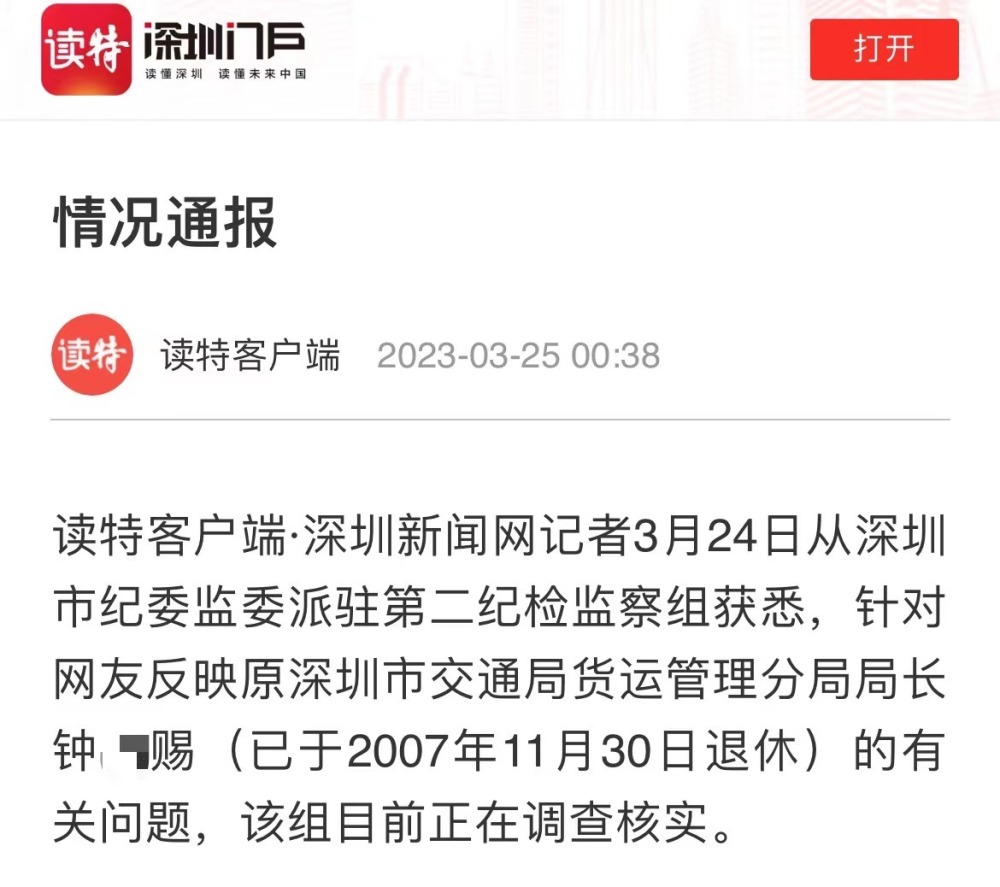 读特 深圳门户 打开
读懂深圳 读懂未来中国
情况通报
读特 读特客户端 2023-03-25 00:38
读特客户端·深圳新闻网记者3月24日从深圳
市纪委监委派驻第二纪检监察组获悉，针对
网友反映原深圳市交通局货运管理分局局长
钟 赐（已于2007年11月30日退休）的有
关问题，该组目前正在调查核实。